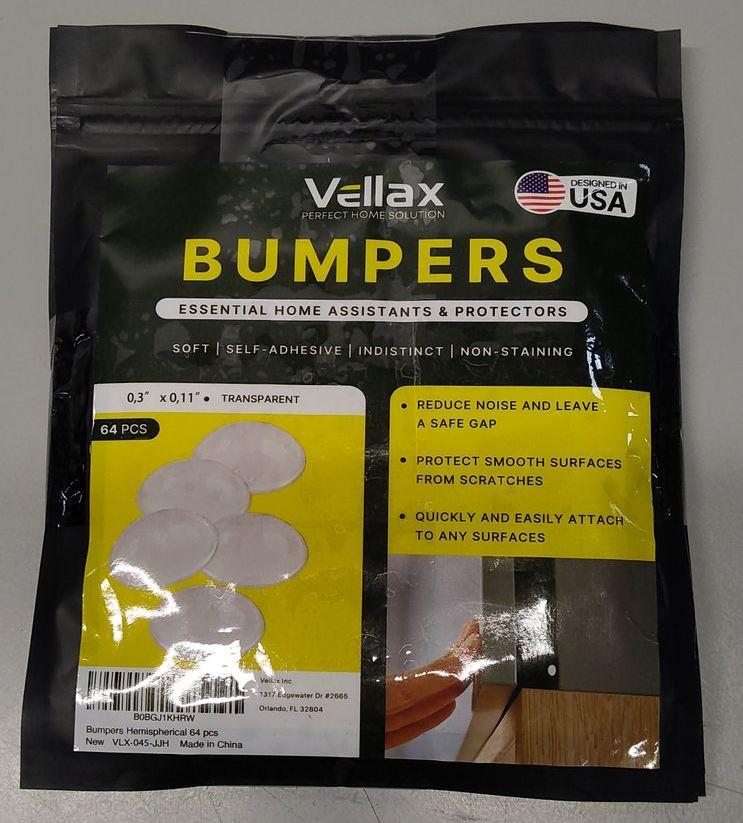 Vellax
PERFECT HOME SOLUTION
DESIGNED IN
USA
BUMPERS
ESSENTIAL HOME ASSISTANTS & PROTECTORS
SOFT | SELF-ADHESIVE | INDISTINCT | NON-STAINING
0,3" x 0,11" • TRANSPARENT
64 PCS
• REDUCE NOISE AND LEAVE
A SAFE GAP
• PROTECT SMOOTH SURFACES
FROM SCRATCHES
• QUICKLY AND EASILY ATTACH
TO ANY SURFACES
B0BGJ1KHRW
Bumpers Hemispherical 64 pcs
New VLX-045-JJH Made in China
Vellax Inc
1317 Edgewater Dr #2665
Orlando, FL 32804